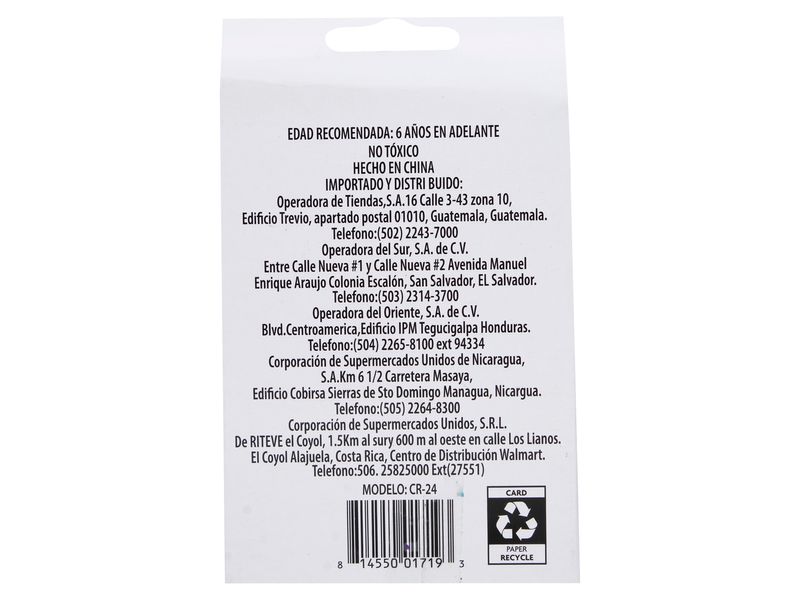 EDAD RECOMENDADA: 6 AÑOS EN ADELANTE
NO TÓXICO
HECHO EN CHINA
IMPORTADO Y DISTRI BUIDO:
Operadora de Tiendas,S.A.16 Calle 3-43 zona 10,
Edificio Trevio, apartado postal 01010, Guatemala, Guatemala.
Telefono:(502) 2243-7000
Operadora del Sur, S.A. de C.V.
Entre Calle Nueva #1 y Calle Nueva #2 Avenida Manuel
Enrique Araujo Colonia Escalón, San Salvador, EL Salvador.
Telefono:(503) 2314-3700
Operadora del Oriente, S.A. de C.V.
Blvd.Centroamerica,Edificio IPM Tegucigalpa Honduras.
Telefono:(504) 2265-8100 ext 94334
Corporación de Supermercados Unidos de Nicaragua,
S.A.Km 6 1/2 Carretera Masaya,
Edificio Cobirsa Sierras de Sto Domingo Managua, Nicargua.
Telefono:(505) 2264-8300
Corporación de Supermercados Unidos, S.R.L.
De RITEVE el Coyol, 1.5Km al sury 600 m al oeste en calle Los Llanos.
El Coyol Alajuela, Costa Rica, Centro de Distribución Walmart.
Telefono:506. 25825000 Ext(27551)
MODELO: CR-24
8 14550 01719 3
CARD
PAPER
RECYCLE